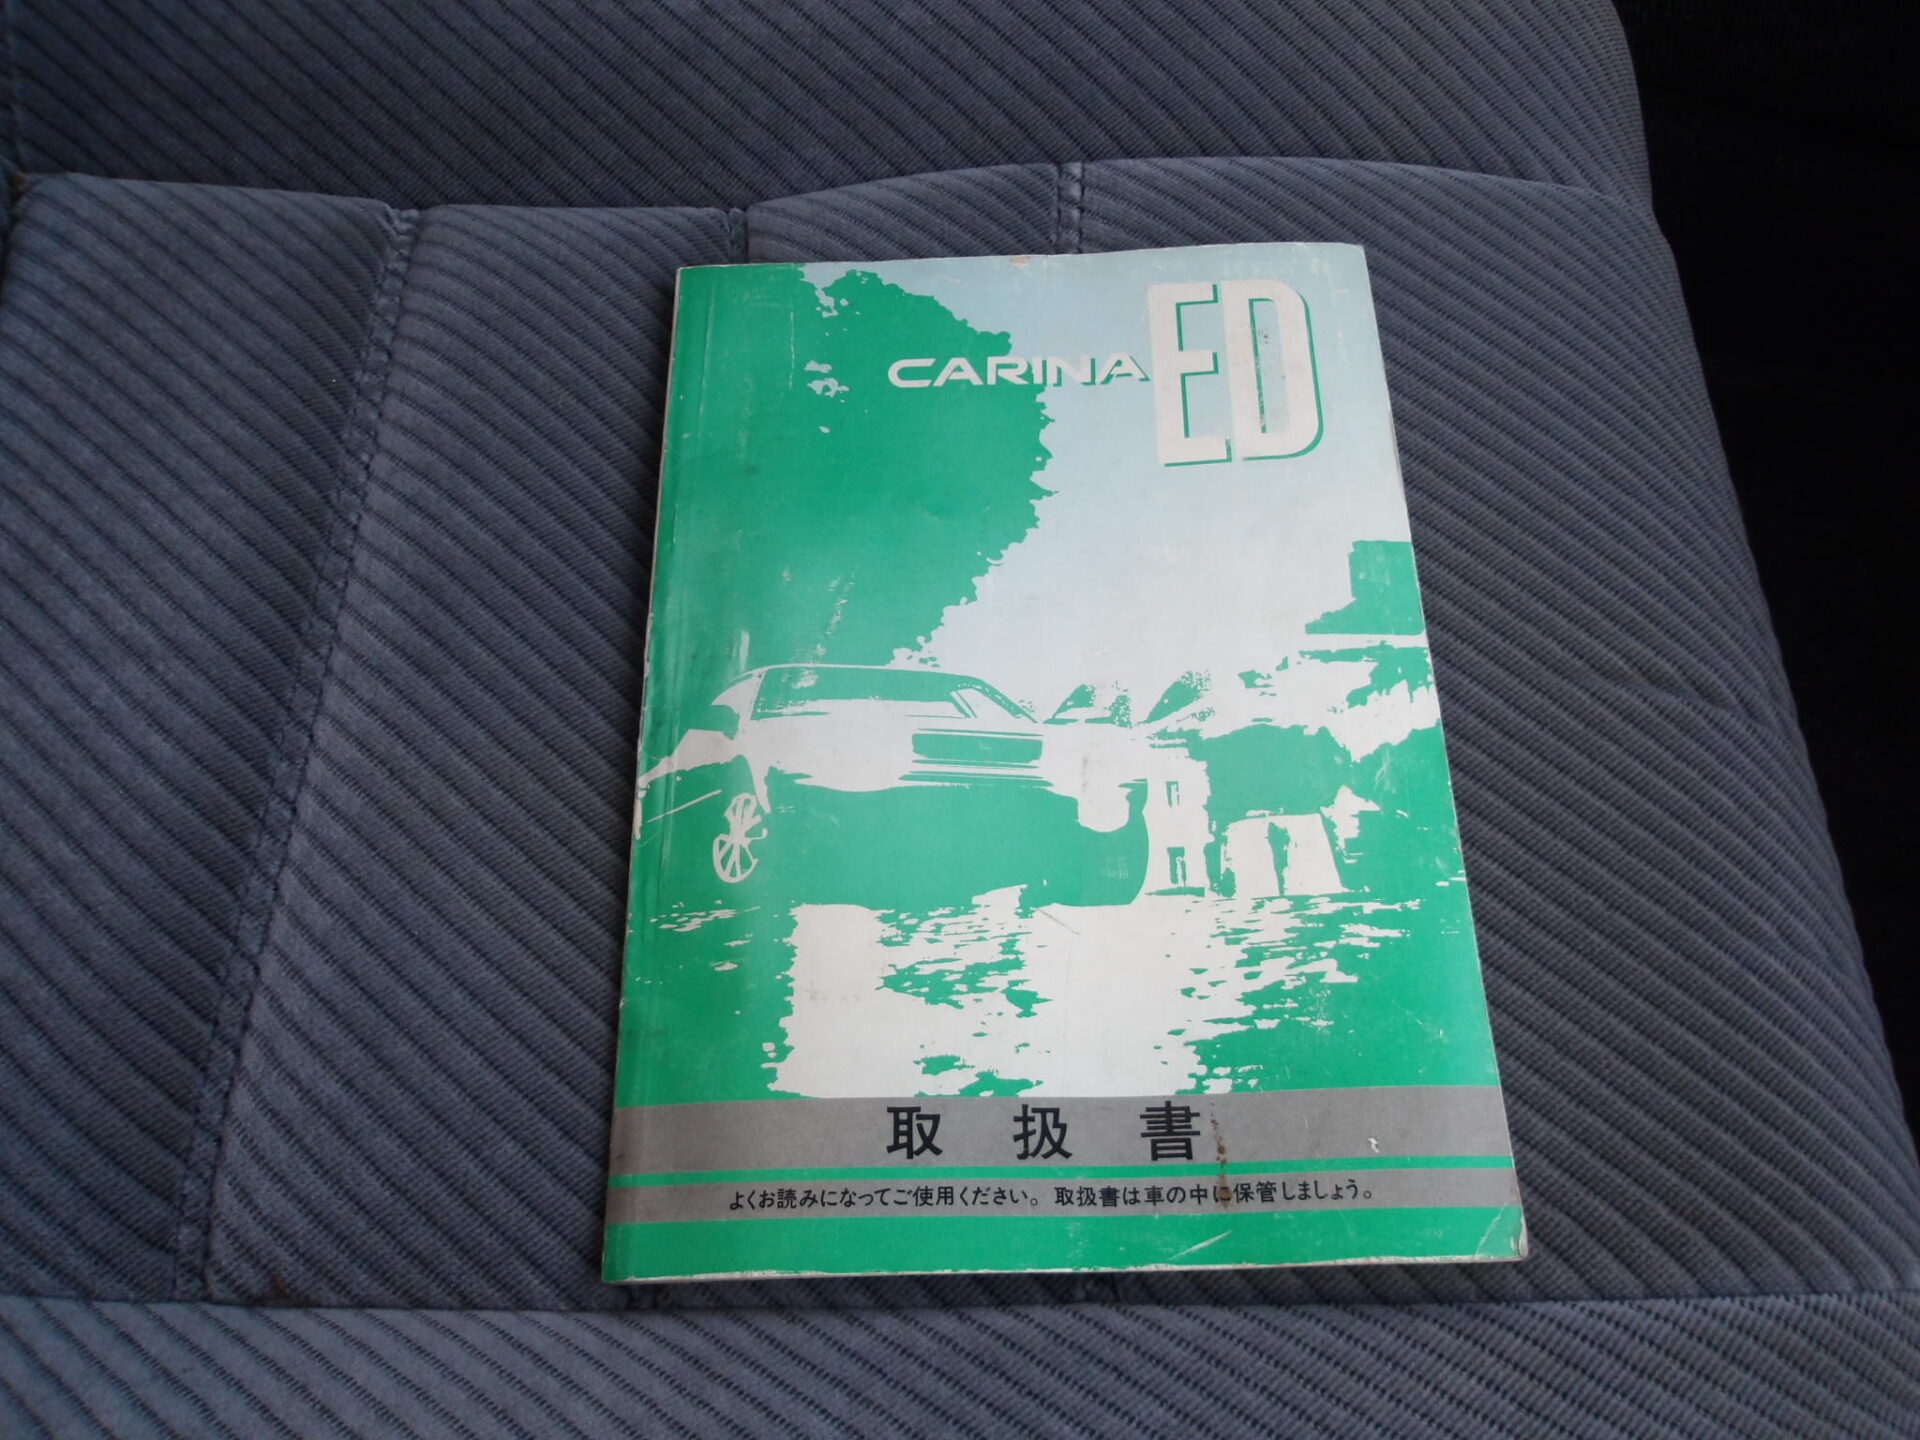 CARINA ED
取扱書
よくお読みになってご使用ください。取扱書は車の中に保管しましょう。